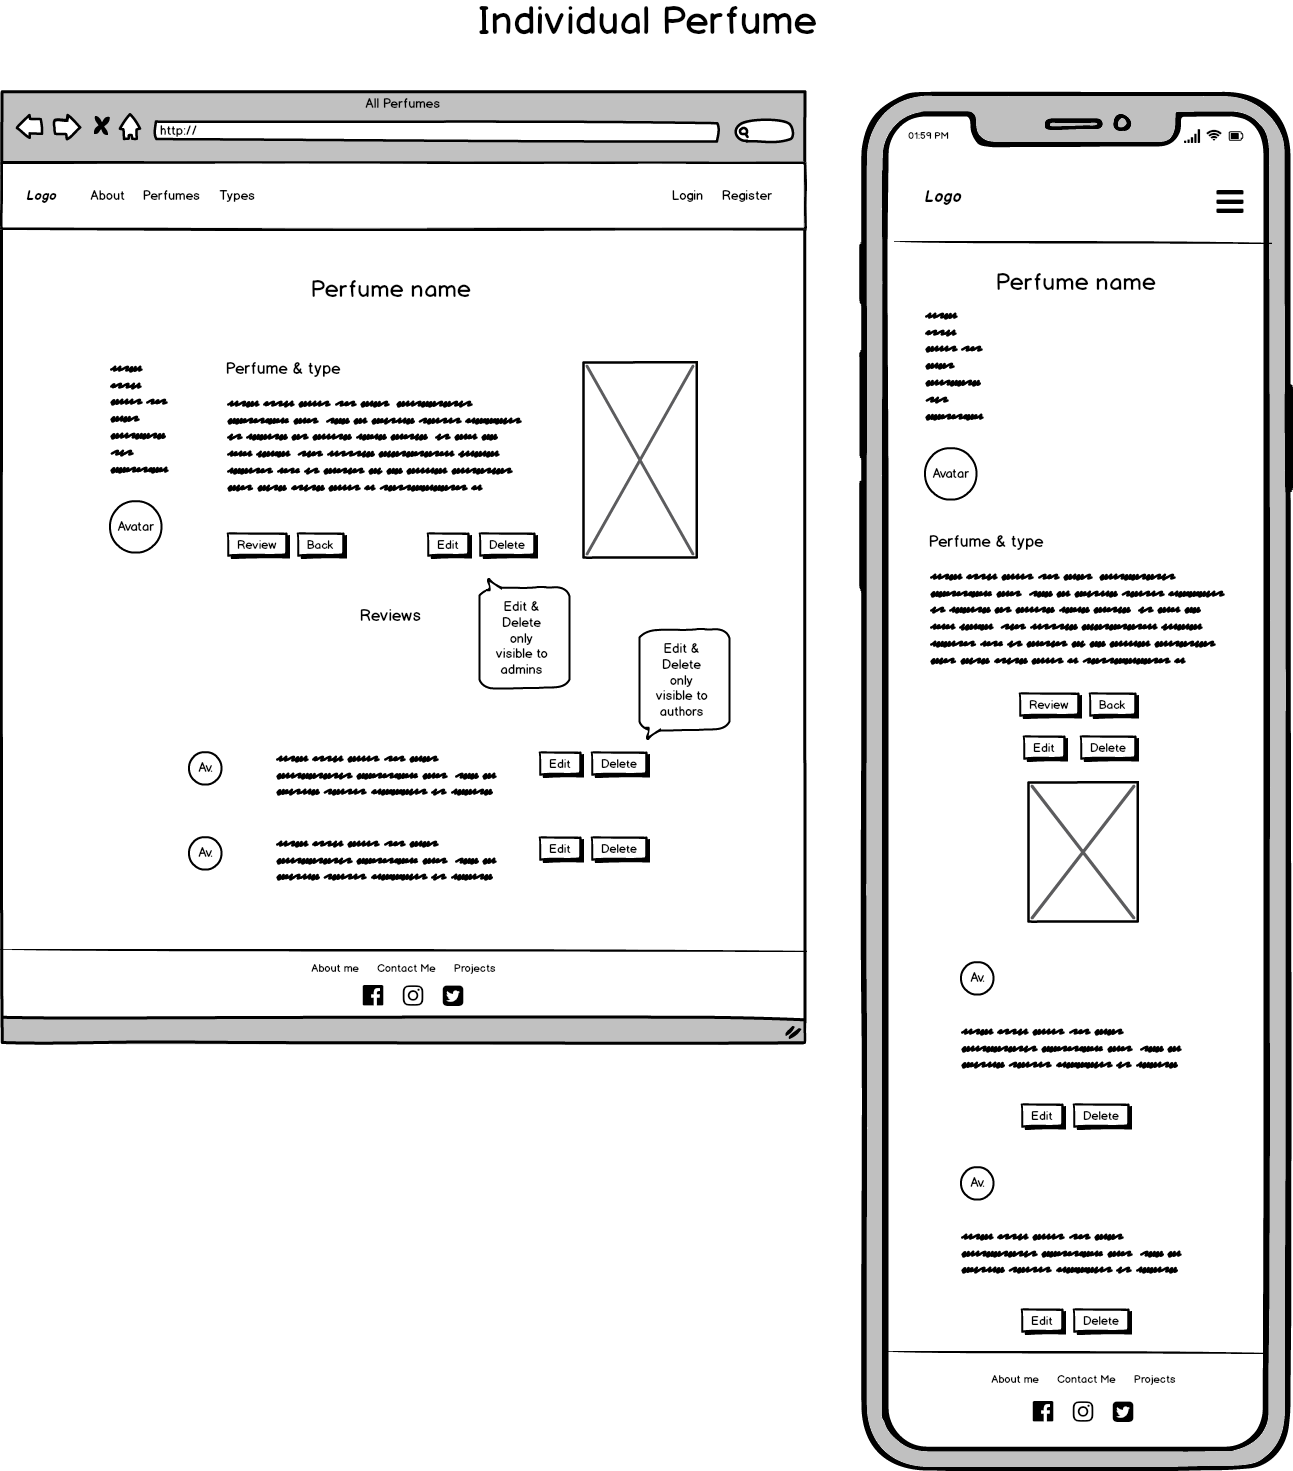 Individual Perfume
All Perfumes
http://
Logo About Perfumes Types Login Register
Perfume name
Perfume & type
Avatar
Review Back Edit Delete
Reviews
Edit &
Delete
only
visible to
admins
Edit &
Delete
only
visible to
authors
Av. Edit Delete
Av. Edit Delete
About me Contact Me Projects
01:59 PM
Logo
Perfume name
Avatar
Perfume & type
Review Back
Edit Delete
Av.
Edit Delete
Av.
Edit Delete
About me Contact Me Projects